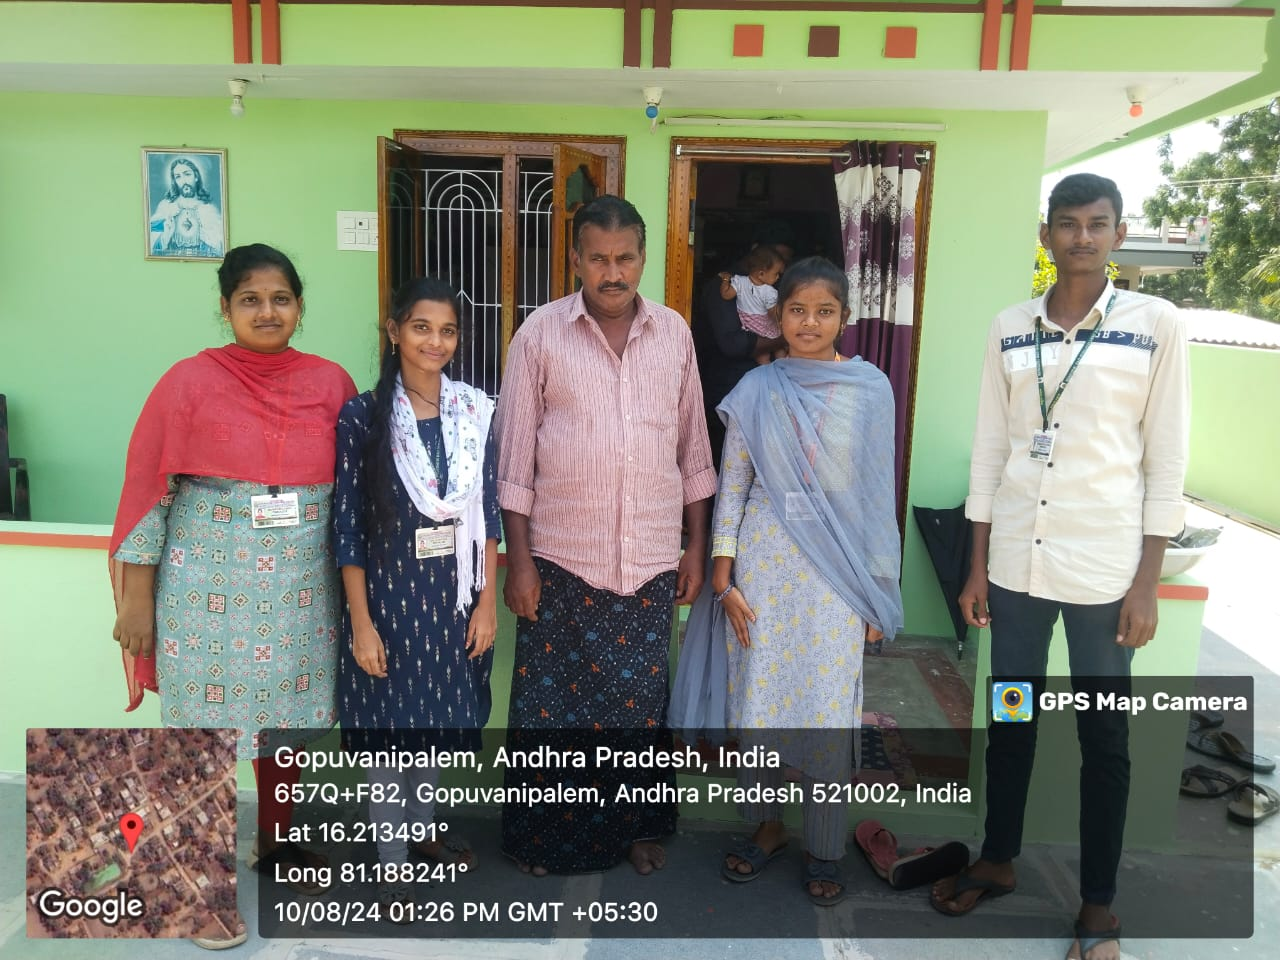 GPS Map Camera
Gopuvanipalem, Andhra Pradesh, India
657Q+F82, Gopuvanipalem, Andhra Pradesh 521002, India
Lat 16.213491°
Long 81.188241°
10/08/24 01:26 PM GMT +05:30
Google